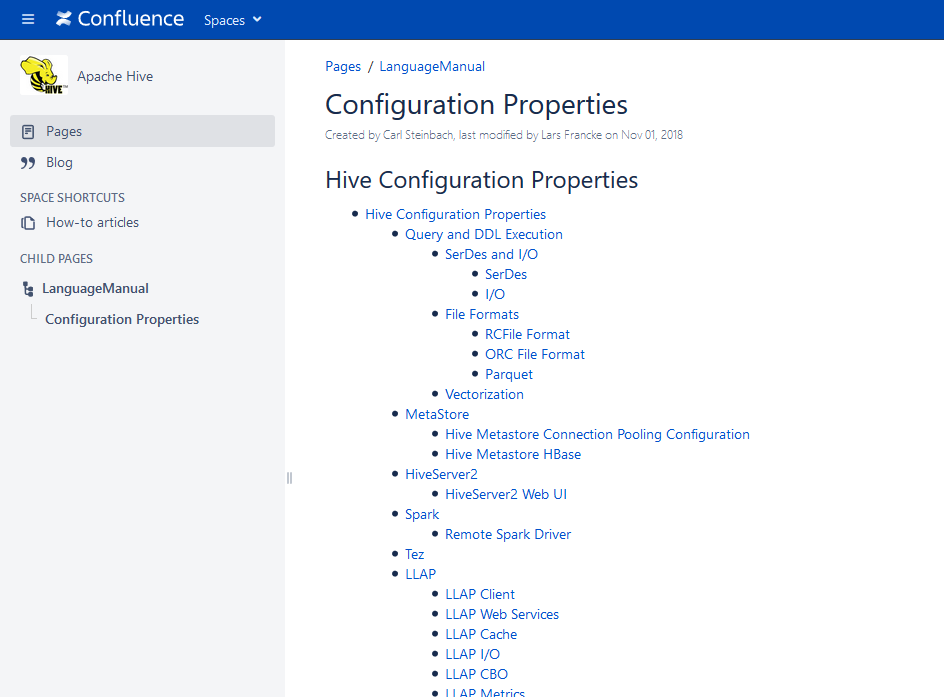 Confluence Spaces
Apache Hive
Pages
Blog
SPACE SHORTCUTS
How-to articles
CHILD PAGES
LanguageManual
Configuration Properties
Pages / LanguageManual
Configuration Properties
Created by Carl Steinbach, last modified by Lars Francke on Nov 01, 2018
Hive Configuration Properties
Hive Configuration Properties
Query and DDL Execution
SerDes and I/O
SerDes
I/O
File Formats
RCFile Format
ORC File Format
Parquet
Vectorization
MetaStore
Hive Metastore Connection Pooling Configuration
Hive Metastore HBase
HiveServer2
HiveServer2 Web UI
Spark
Remote Spark Driver
Tez
LLAP
LLAP Client
LLAP Web Services
LLAP Cache
LLAP I/O
LLAP CBO
LLAP Metrics
HIVE